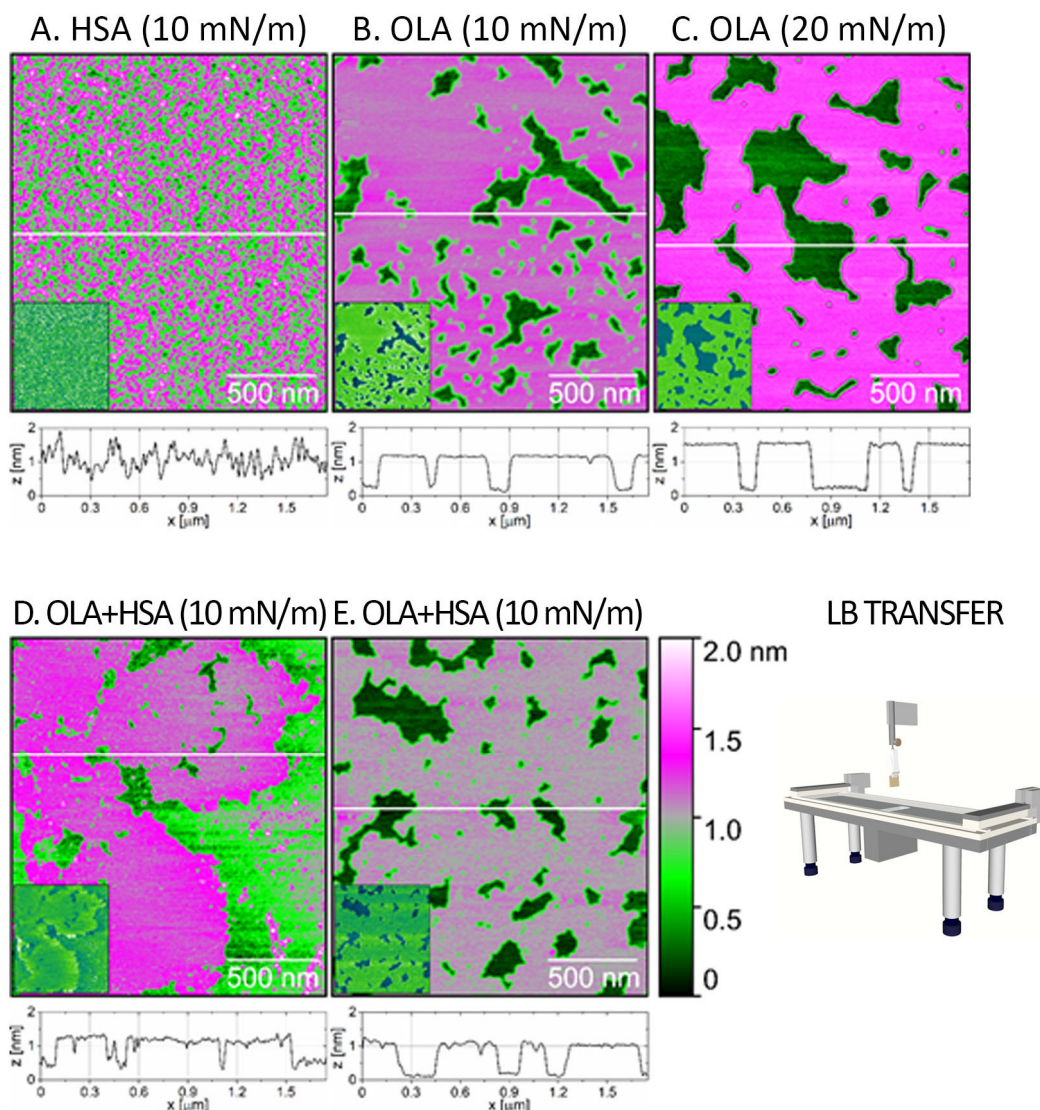 A. HSA (10 mN/m)
B. OLA (10 mN/m)
C. OLA (20 mN/m)
500 nm
500 nm
500 nm
z [nm]
2
1
0
0 0.3 0.6 0.9 1.2 1.5
x [μm]
z [nm]
2
1
0
0 0.3 0.6 0.9 1.2 1.5
x [μm]
z [nm]
2
1
0
0 0.3 0.6 0.9 1.2 1.5
x [μm]
D. OLA+HSA (10 mN/m)
E. OLA+HSA (10 mN/m)
LB TRANSFER
500 nm
500 nm
2.0 nm
1.5
1.0
0.5
0
z [nm]
2
1
0
0 0.3 0.6 0.9 1.2 1.5
x [μm]
z [nm]
2
1
0
0 0.3 0.6 0.9 1.2 1.5
x [μm]